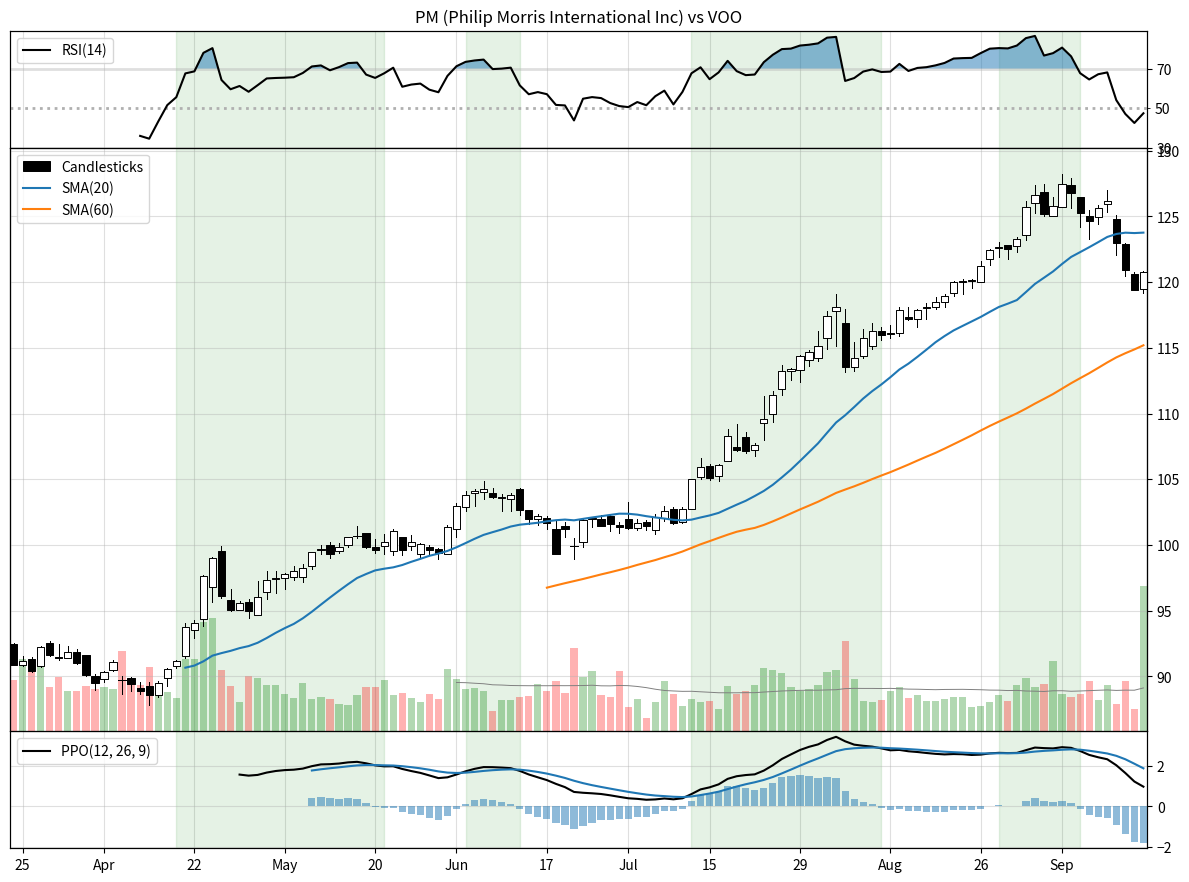 PM (Philip Morris International Inc) vs VOO
RSI(14)
70
50
30
Candlesticks
SMA(20)
SMA(60)
130
125
120
115
110
105
100
95
90
PPO(12, 26, 9)
2
0
−2
25 Apr 22 May 20 Jun 17 Jul 15 29 Aug 26 Sep